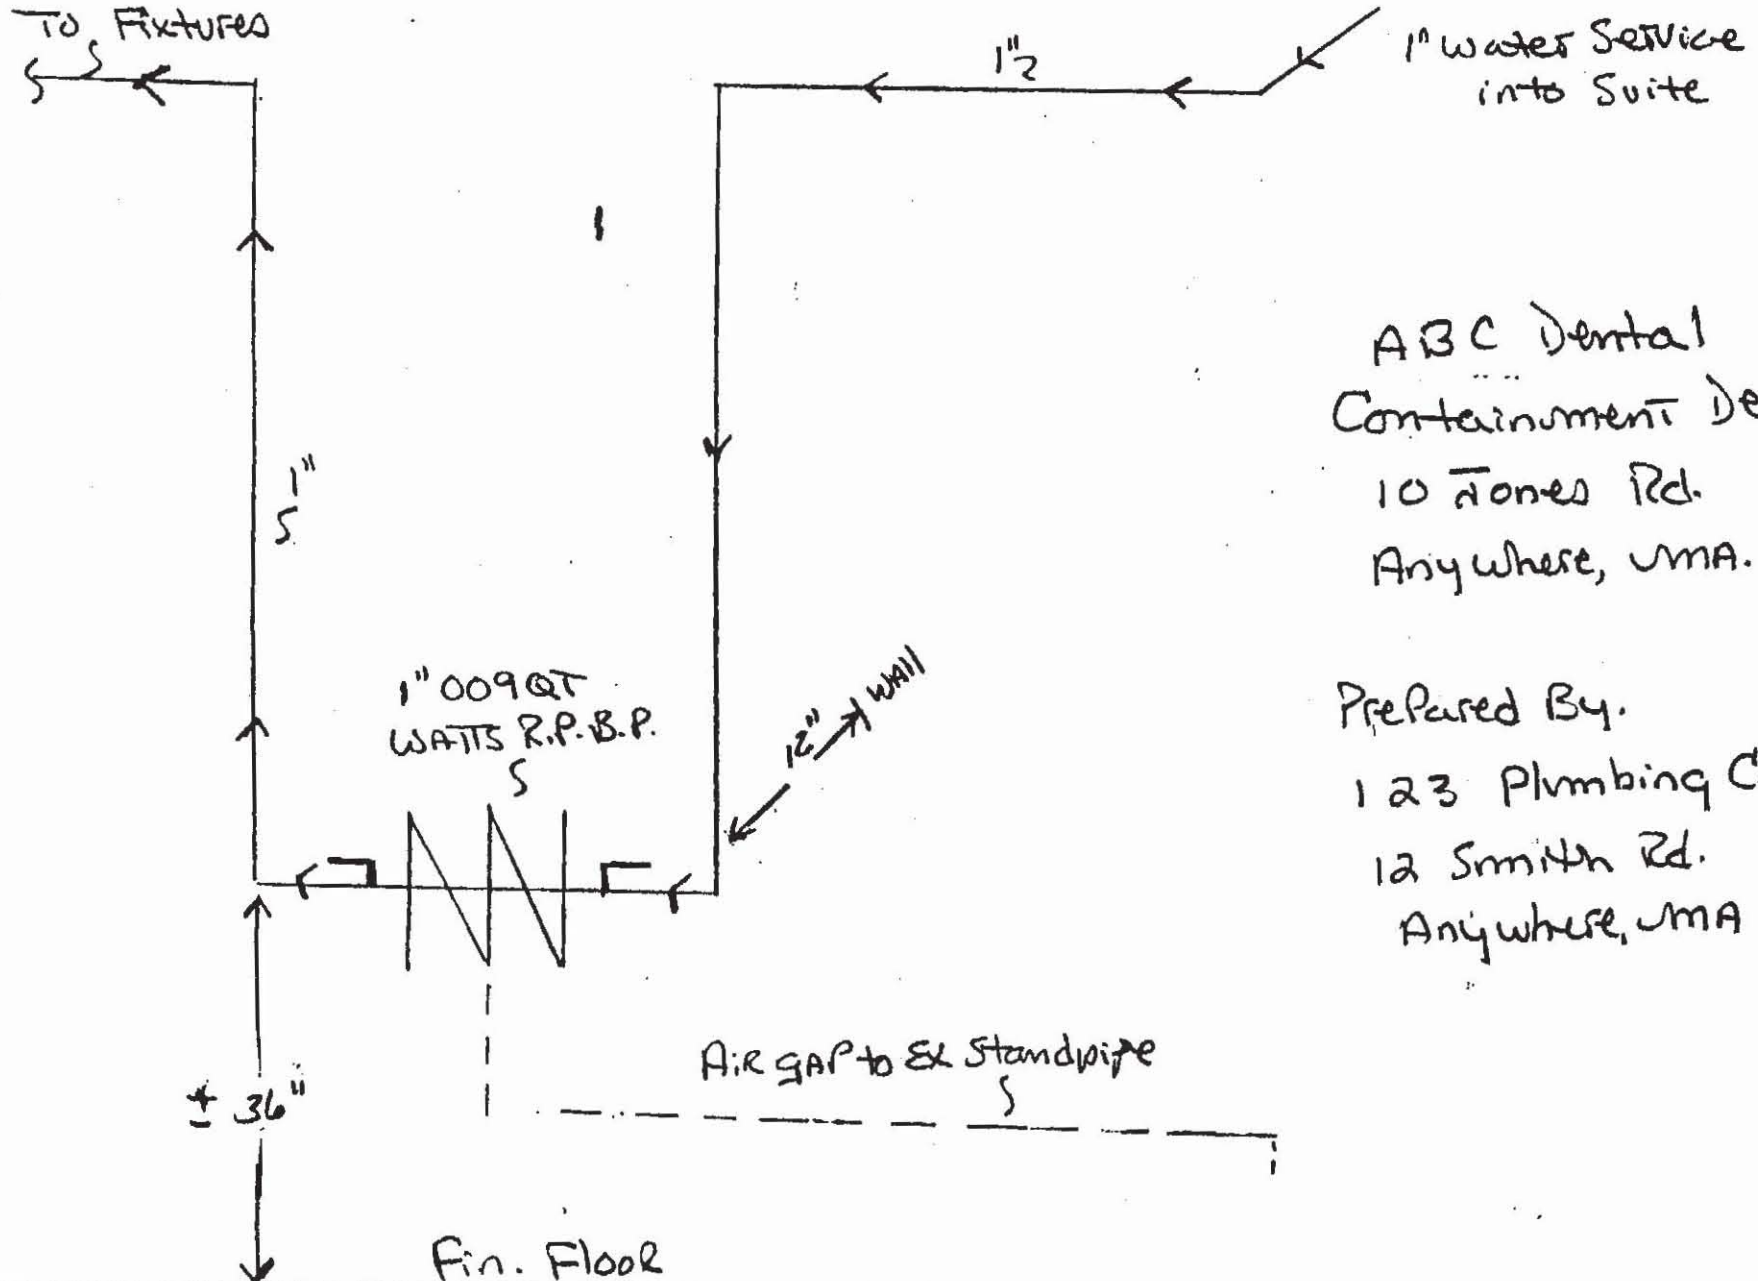 To Fixtures
1"
1" water Service
into Suite
ABC Dental
Containment De
10 Jones Rd.
Anywhere, MA.
1"
1" 009QT
WATTS R.P.B.P.
12" WAll
Prepared By.
123 Plumbing C
12 Smith Rd.
Anywhere, MA
Air gAP to Ex Standpipe
± 36"
Fin. Floor